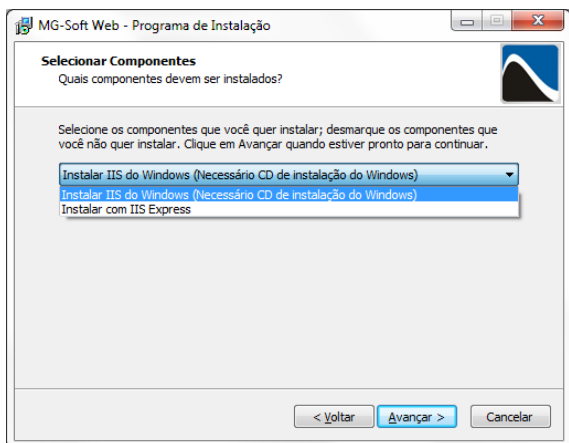 MG-Soft Web - Programa de Instalação
Selecionar Componentes
Quais componentes devem ser instalados?
Selecione os componentes que você quer instalar; desmarque os componentes que
você não quer instalar. Clique em Avançar quando estiver pronto para continuar.
Instalar IIS do Windows (Necessário CD de instalação do Windows)
Instalar IIS do Windows (Necessário CD de instalação do Windows)
Instalar com IIS Express
< Voltar Avançar > Cancelar